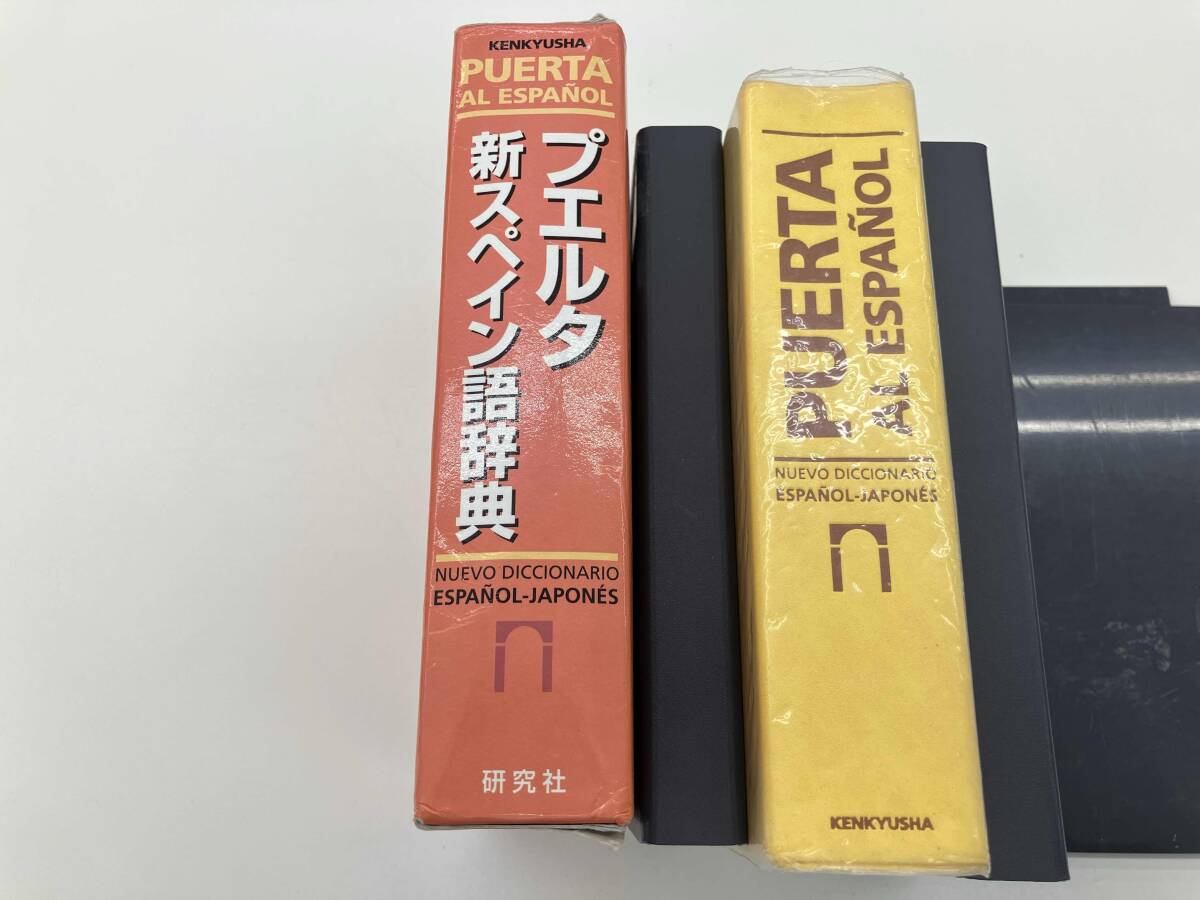 KENKYUSHA
PUERTA
AL ESPAÑOL
プエルタ
新スペイン語辞典
NUEVO DICCIONARIO
ESPAÑOL-JAPONÉS
研究社
PUERTA
AL ESPAÑOL
NUEVO DICCIONARIO
ESPAÑOL-JAPONÉS
KENKYUSHA